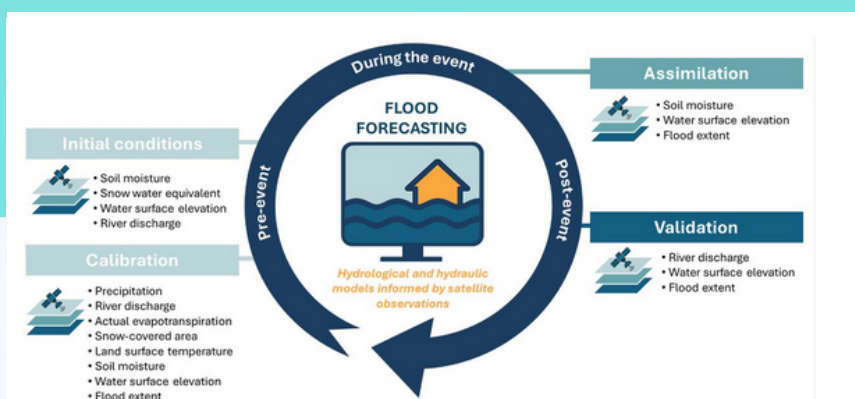 During the event
FLOOD
FORECASTING
Hydrological and hydraulic
models informed by satellite
observations
Pre-event
Post-event
Initial conditions
• Soil moisture
• Snow water equivalent
• Water surface elevation
• River discharge
Calibration
• Precipitation
• River discharge
• Actual evapotranspiration
• Snow-covered area
• Land surface temperature
• Soil moisture
• Water surface elevation
• Flood extent
Assimilation
• Soil moisture
• Water surface elevation
• Flood extent
Validation
• River discharge
• Water surface elevation
• Flood extent